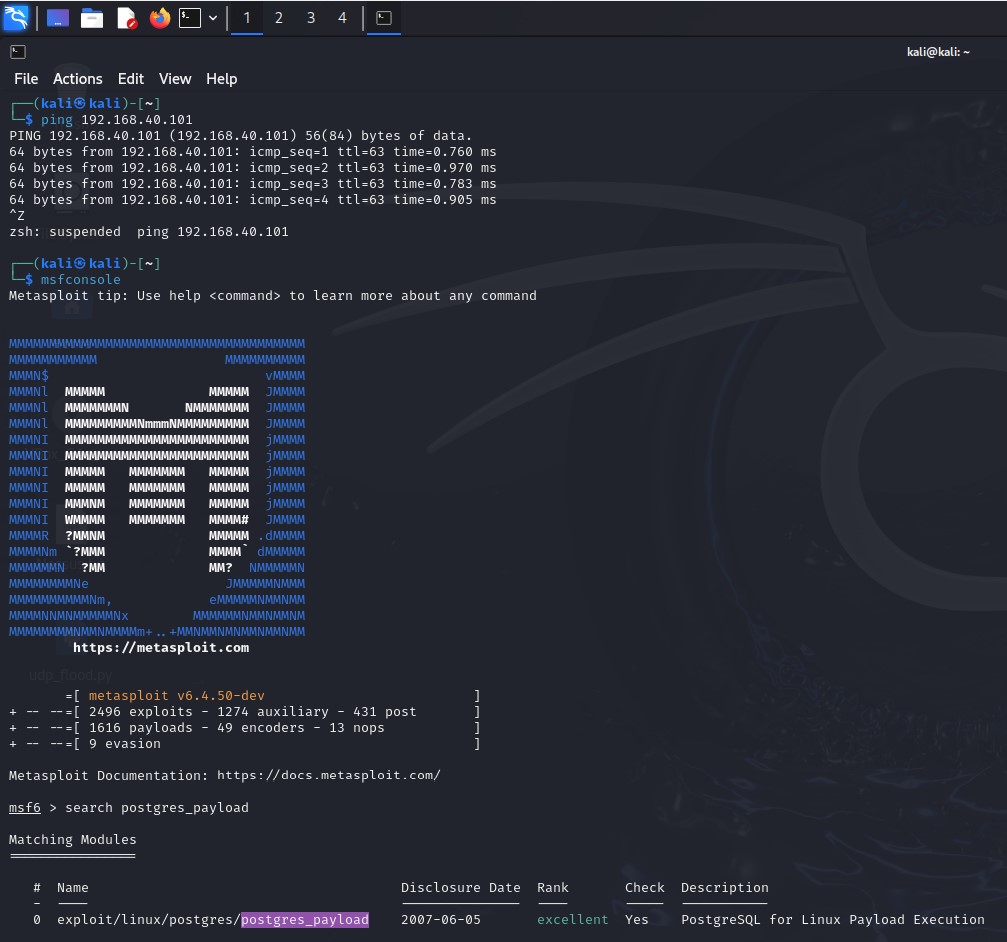 1 2 3 4
kali@kali: ~
File Actions Edit View Help
┌──(kali㉿kali)-[~]
└─$ ping 192.168.40.101
PING 192.168.40.101 (192.168.40.101) 56(84) bytes of data.
64 bytes from 192.168.40.101: icmp_seq=1 ttl=63 time=0.760 ms
64 bytes from 192.168.40.101: icmp_seq=2 ttl=63 time=0.970 ms
64 bytes from 192.168.40.101: icmp_seq=3 ttl=63 time=0.783 ms
64 bytes from 192.168.40.101: icmp_seq=4 ttl=63 time=0.905 ms
^Z
zsh: suspended  ping 192.168.40.101
┌──(kali㉿kali)-[~]
└─$ msfconsole
Metasploit tip: Use help <command> to learn more about any command
MMMMMMMMMMMMMMMMMMMMMMMMMMMMMMMMMMMMM
MMMMMMMMMMM                MMMMMMMMMM
MMMN$                           vMMMM
MMMNl  MMMMM             MMMMM  JMMMM
MMMNl  MMMMMMMN       NMMMMMMM  JMMMM
MMMNl  MMMMMMMMMNmmmNMMMMMMMMM  JMMMM
MMMNI  MMMMMMMMMMMMMMMMMMMMMMM  jMMMM
MMMNI  MMMMMMMMMMMMMMMMMMMMMMM  jMMMM
MMMNI  MMMMM   MMMMMMM   MMMMM  jMMMM
MMMNI  MMMMM   MMMMMMM   MMMMM  jMMMM
MMMNI  MMMNM   MMMMMMM   MMMMM  jMMMM
MMMNI  WMMMM   MMMMMMM   MMMM#  JMMMM
MMMMR  ?MMNM             MMMMM .dMMMM
MMMMNm `?MMM             MMMM` dMMMMM
MMMMMMN  ?MM             MM?  NMMMMMN
MMMMMMMMNe                 JMMMMMNMMM
MMMMMMMMMMNm,            eMMMMMNMMNMM
MMMMNNMNMMMMMNx        MMMMMMNMMNMMNM
MMMMMMMMNMMNMMMMm+..+MMNMMNMNMMNMMNMM
https://metasploit.com
udp_flood.py
=[ metasploit v6.4.50-dev                          ]
+ -- --=[ 2496 exploits - 1274 auxiliary - 431 post       ]
+ -- --=[ 1616 payloads - 49 encoders - 13 nops           ]
+ -- --=[ 9 evasion                                       ]
Metasploit Documentation: https://docs.metasploit.com/
msf6 > search postgres_payload
Matching Modules
================
#  Name                                       Disclosure Date  Rank       Check  Description
-  ----                                       ---------------  ----       -----  -----------
0  exploit/linux/postgres/postgres_payload    2007-06-05       excellent  Yes    PostgreSQL for Linux Payload Execution